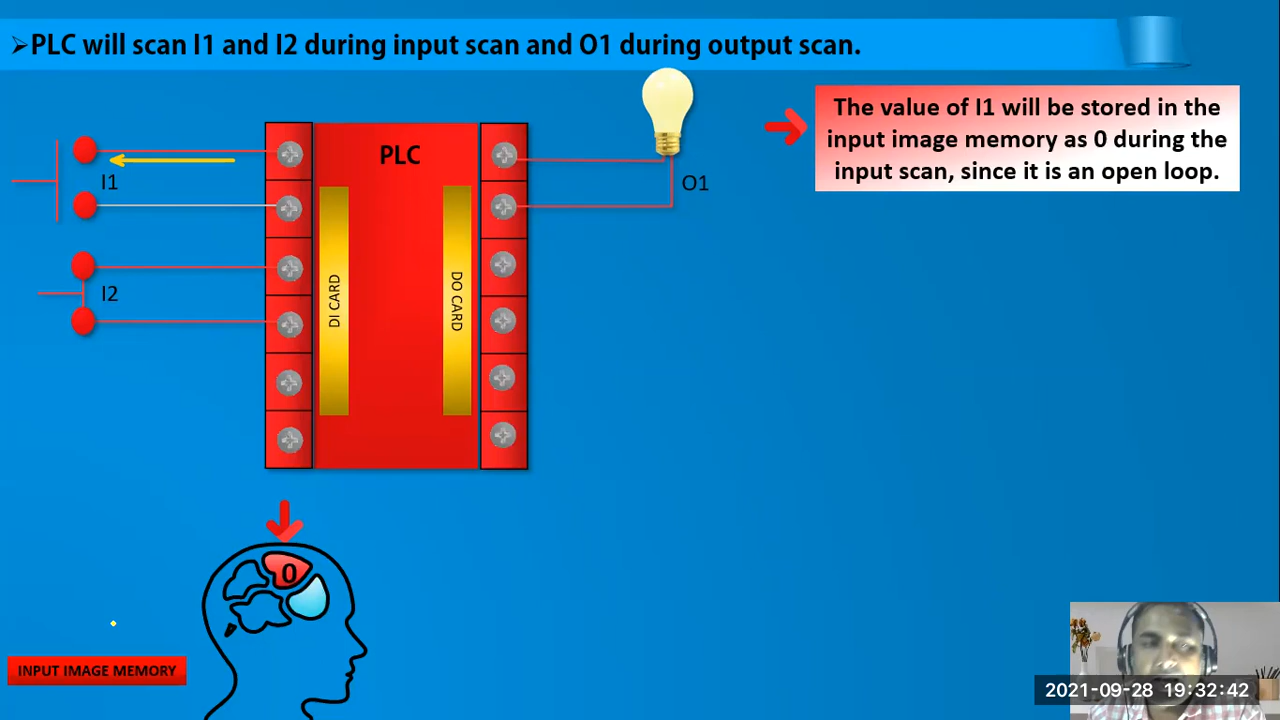 ➢PLC will scan I1 and I2 during input scan and O1 during output scan.
The value of I1 will be stored in the
input image memory as 0 during the
input scan, since it is an open loop.
PLC
I1
O1
I2
DI CARD
DO CARD
0
INPUT IMAGE MEMORY
2021-09-28 19:32:42